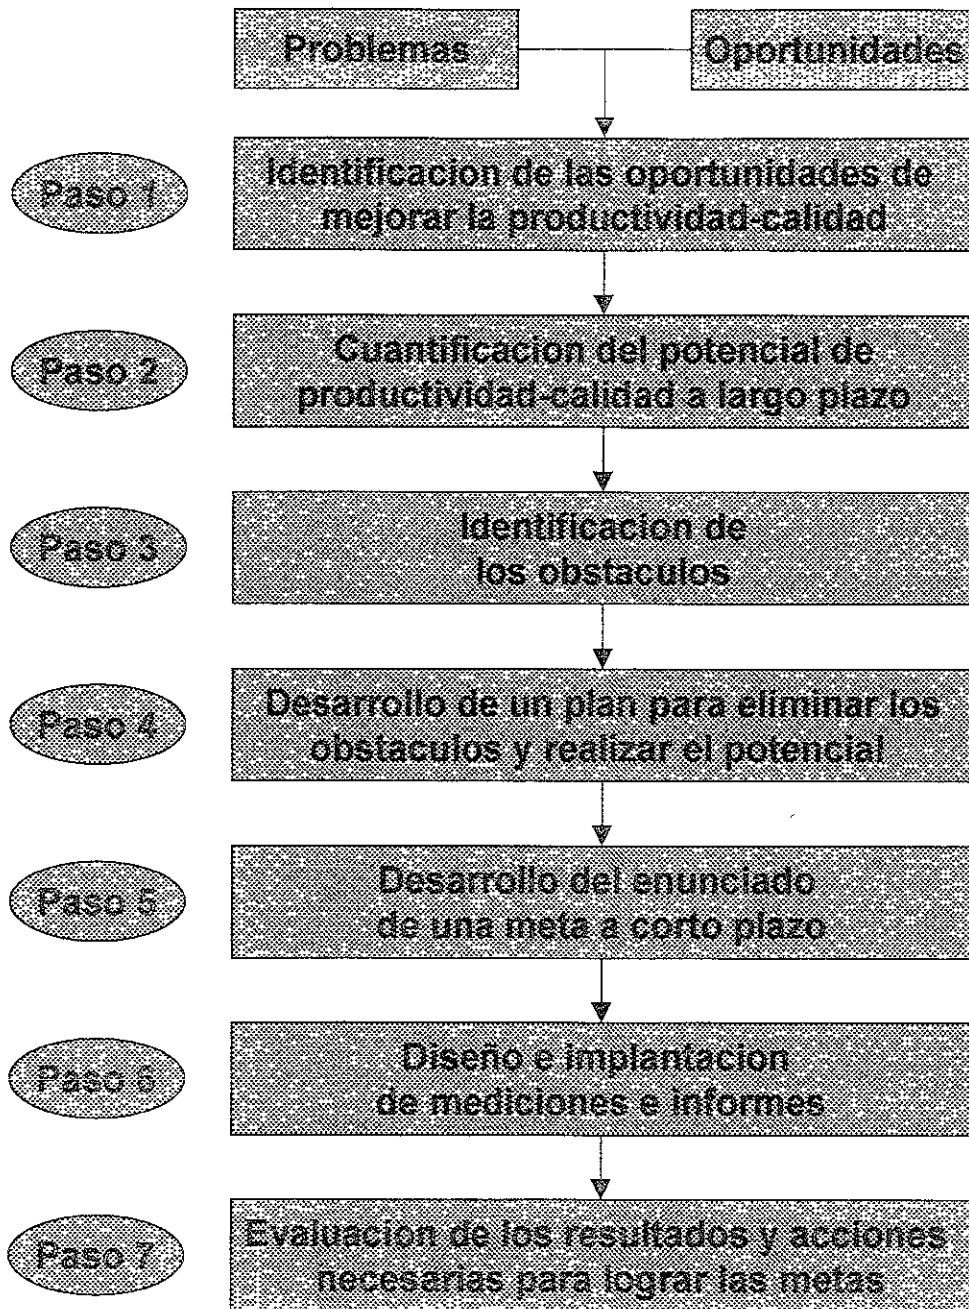 Problemas
Oportunidades
Paso 1
Identificacion de las oportunidades de
mejorar la productividad-calidad
Paso 2
Cuantificacion del potencial de
productividad-calidad a largo plazo
Paso 3
Identificacion de
los obstaculos
Paso 4
Desarrollo de un plan para eliminar los
obstaculos y realizar el potencial
Paso 5
Desarrollo del enunciado
de una meta a corto plazo
Paso 6
Diseño e implantacion
de mediciones e informes
Paso 7
Evaluacion de los resultados y acciones
necesarias para lograr las metas